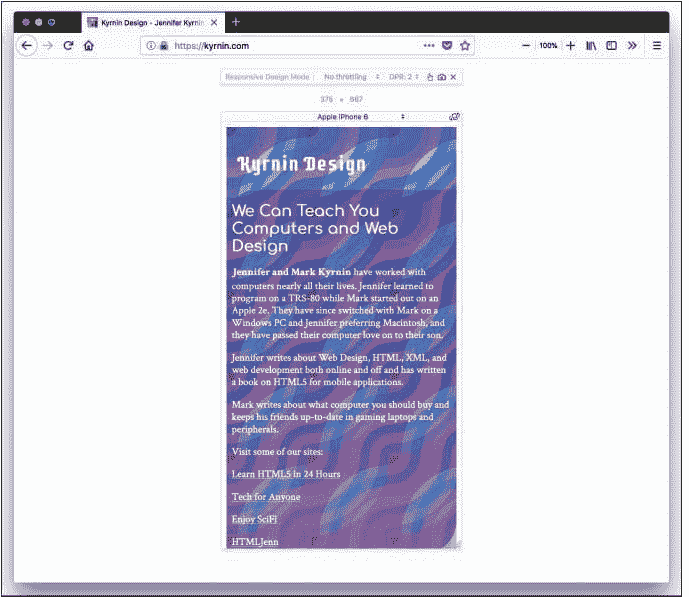 Kyrnin Design - Jennifer Kyrnin
https://kyrnin.com
100%
Responsive Design Mode No throttling DPR: 2
375 × 667
Apple iPhone 6
Kyrnin Design
We Can Teach You
Computers and Web
Design
Jennifer and Mark Kyrnin have worked with
computers nearly all their lives. Jennifer learned to
program on a TRS-80 while Mark started out on an
Apple 2e. They have since switched with Mark on a
Windows PC and Jennifer preferring Macintosh, and
they have passed their computer love on to their son.
Jennifer writes about Web Design, HTML, XML, and
web development both online and off and has written
a book on HTML5 for mobile applications.
Mark writes about what computer you should buy and
keeps his friends up-to-date in gaming laptops and
peripherals.
Visit some of our sites:
Learn HTML5 in 24 Hours
Tech for Anyone
Enjoy SciFi
HTMLJenn